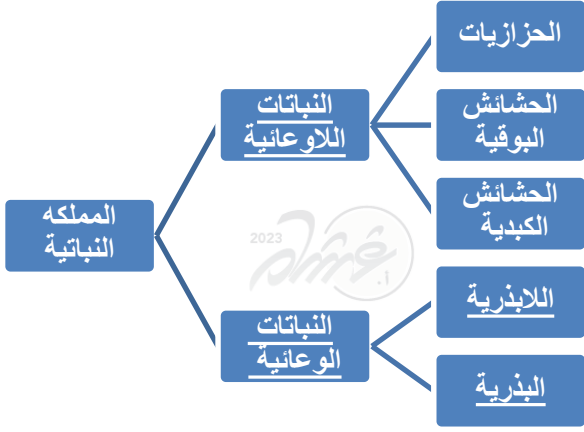 الحزازيات
النباتات
اللاوعائية
الحشائش
البوقية
الحشائش
الكبدية
المملكه
النباتية
2023
اللابذرية
النباتات
الوعائية
البذرية